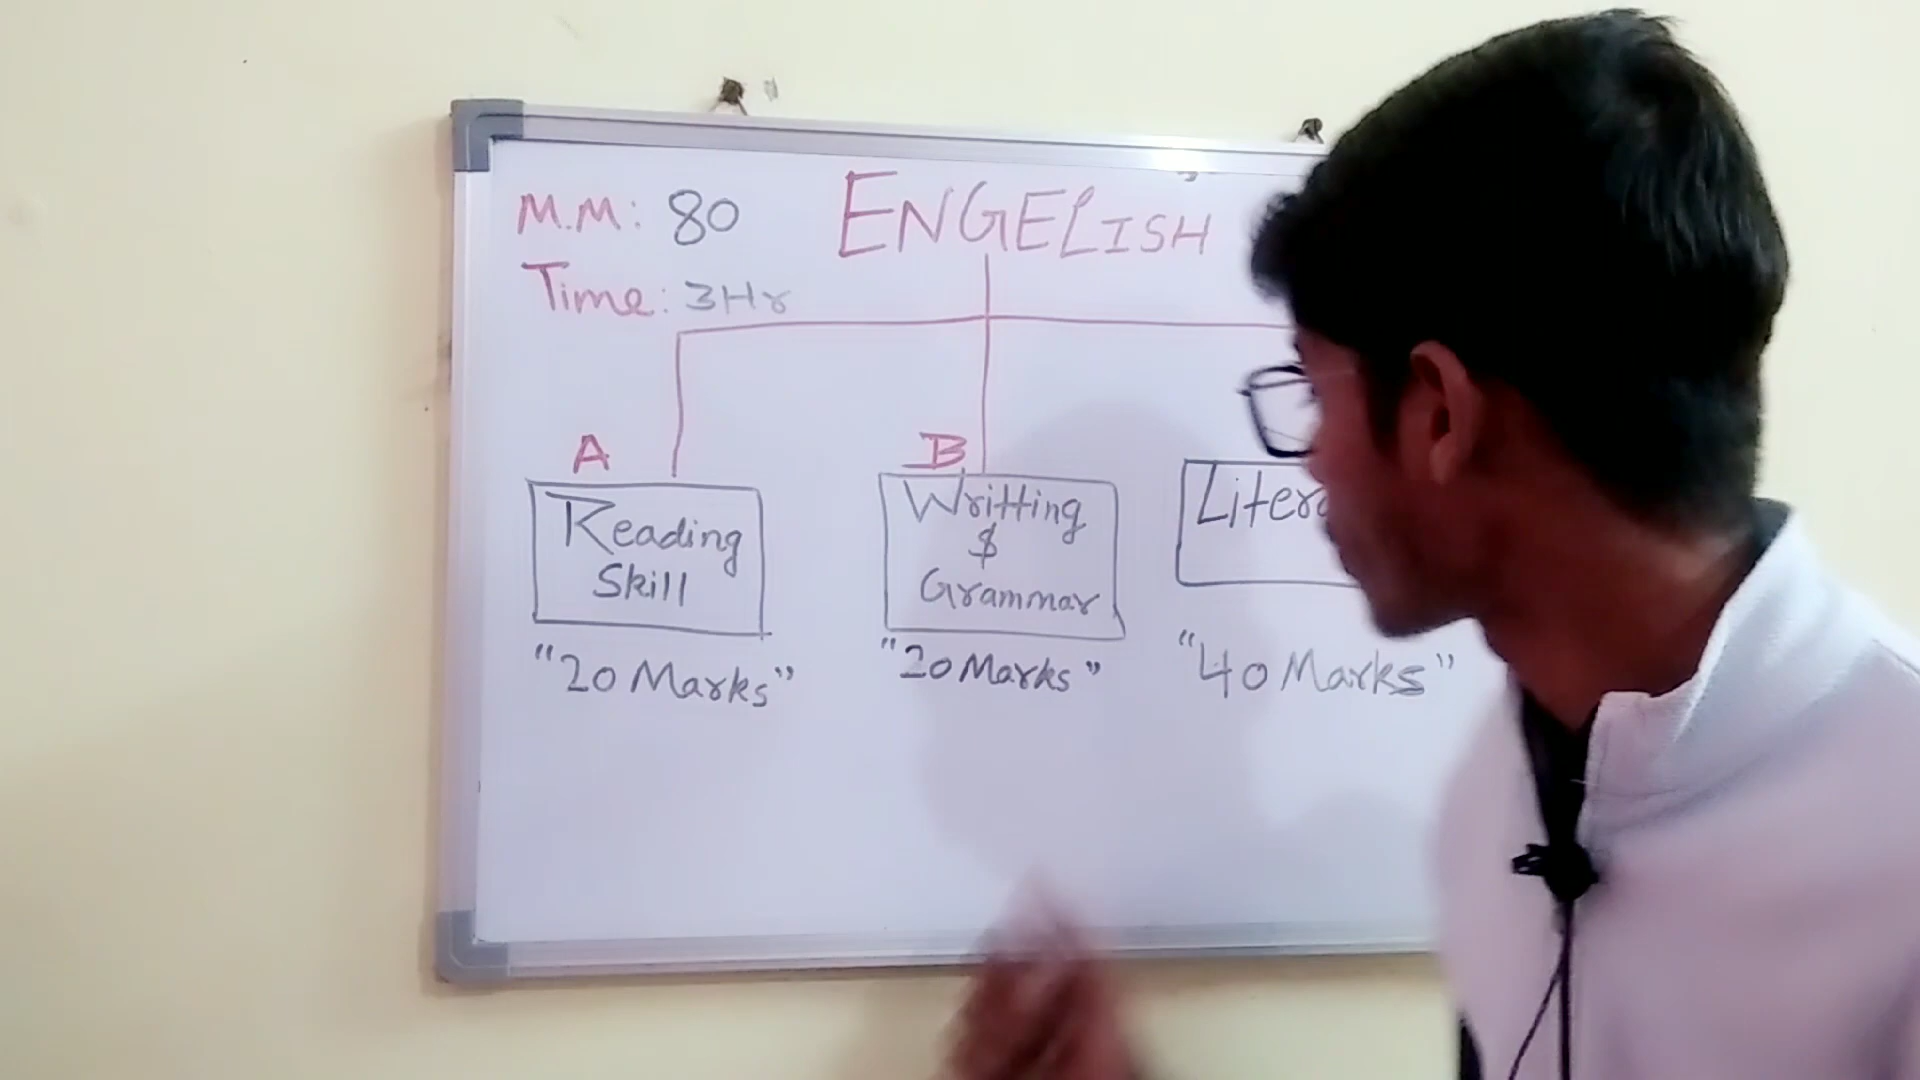 M.M: 80
ENGELISH
Time: 3Hr
A
B
Reading
Skill
Writting
$
Grammar
"20 Marks"
"20 Marks"
"40 Marks"